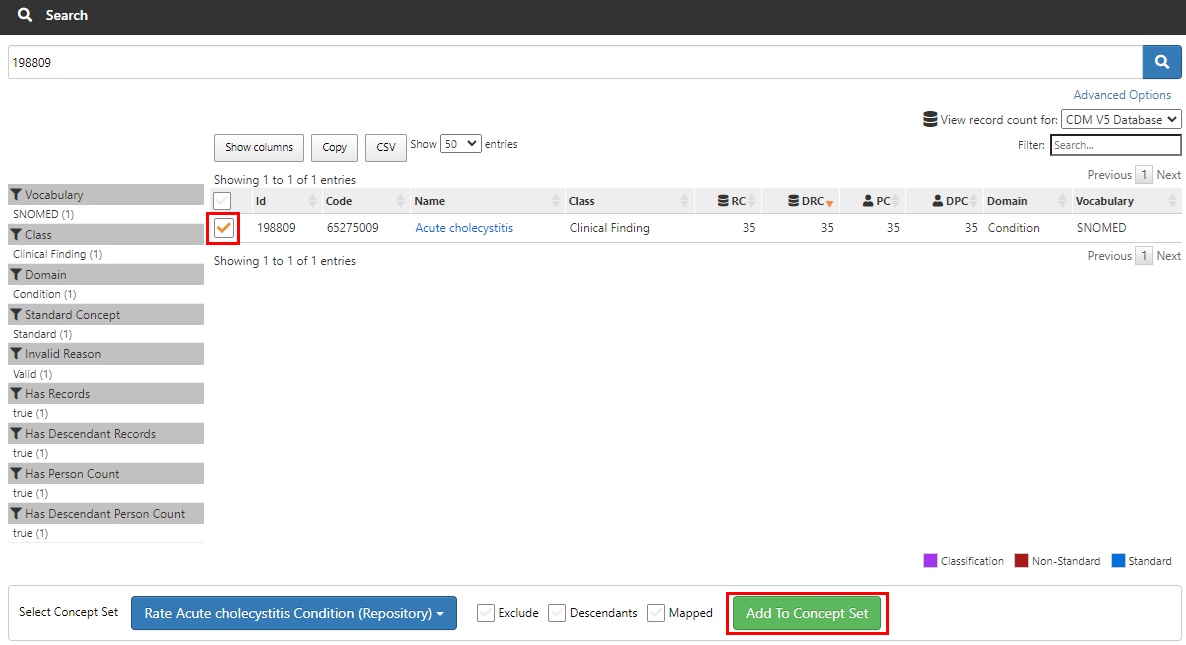 Search
198809
Advanced Options
View record count for: CDM V5 Database
Show columns Copy CSV Show 50 entries
Filter: Search...
Showing 1 to 1 of 1 entries
Previous 1 Next
Id Code Name Class RC DRC PC DPC Domain Vocabulary
198809 65275009 Acute cholecystitis Clinical Finding 35 35 35 35 Condition SNOMED
Showing 1 to 1 of 1 entries
Previous 1 Next
Vocabulary
SNOMED (1)
Class
Clinical Finding (1)
Domain
Condition (1)
Standard Concept
Standard (1)
Invalid Reason
Valid (1)
Has Records
true (1)
Has Descendant Records
true (1)
Has Person Count
true (1)
Has Descendant Person Count
true (1)
Classification Non-Standard Standard
Select Concept Set Rate Acute cholecystitis Condition (Repository) Exclude Descendants Mapped Add To Concept Set